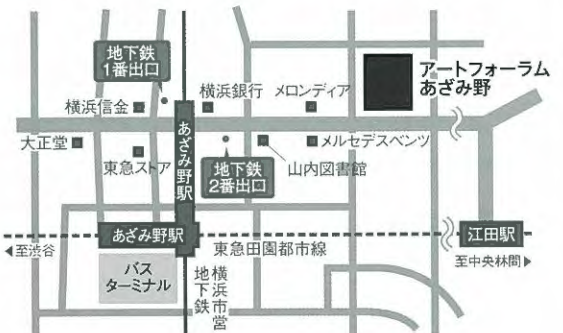 地下鉄
1番出口
横浜銀行
メロンディア
アートフォーラム
あざみ野
横浜信金
あざみ野駅
大正堂
東急ストア
地下鉄
2番出口
山内図書館
メルセデスベンツ
あざみ野駅
東急田園都市線
江田駅
至渋谷
至中央林間
バス
ターミナル
横浜市営
地下鉄